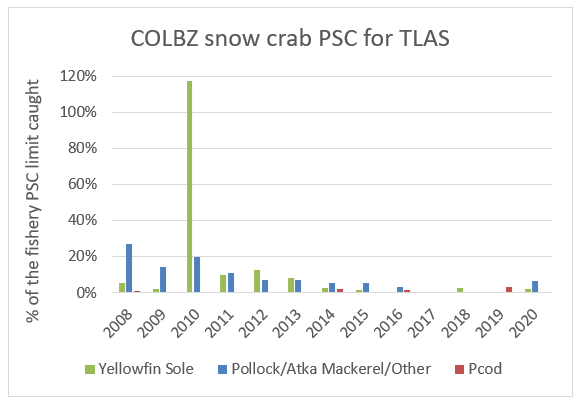 COLBZ snow crab PSC for TLAS
% of the fishery PSC limit caught
120%
100%
80%
60%
40%
20%
0%
2008 2009 2010 2011 2012 2013 2014 2015 2016 2017 2018 2019 2020
Yellowfin Sole Pollock/Atka Mackerel/Other Pcod